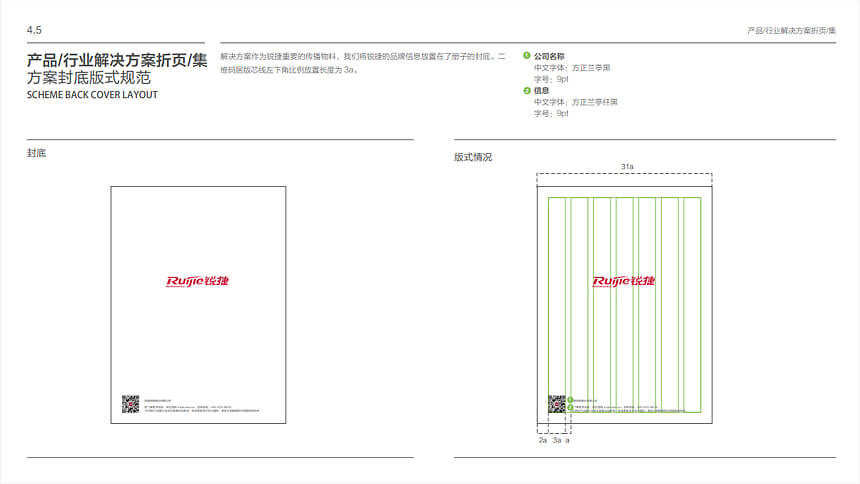 4.5
产品/行业解决方案折页/集
产品/行业解决方案折页/集
方案封底版式规范
SCHEME BACK COVER LAYOUT
解决方案作为锐捷重要的传播物料，我们将锐捷的品牌信息放置在了册子的封底。二
维码居版芯线左下角比例放置长度为 3a。
1 公司名称
中文字体：方正兰亭黑
字号：9pt
2 信息
中文字体：方正兰亭纤黑
字号：9pt
封底
Ruijie锐捷
版式情况
31a
Ruijie锐捷
1
2
2a 3a a